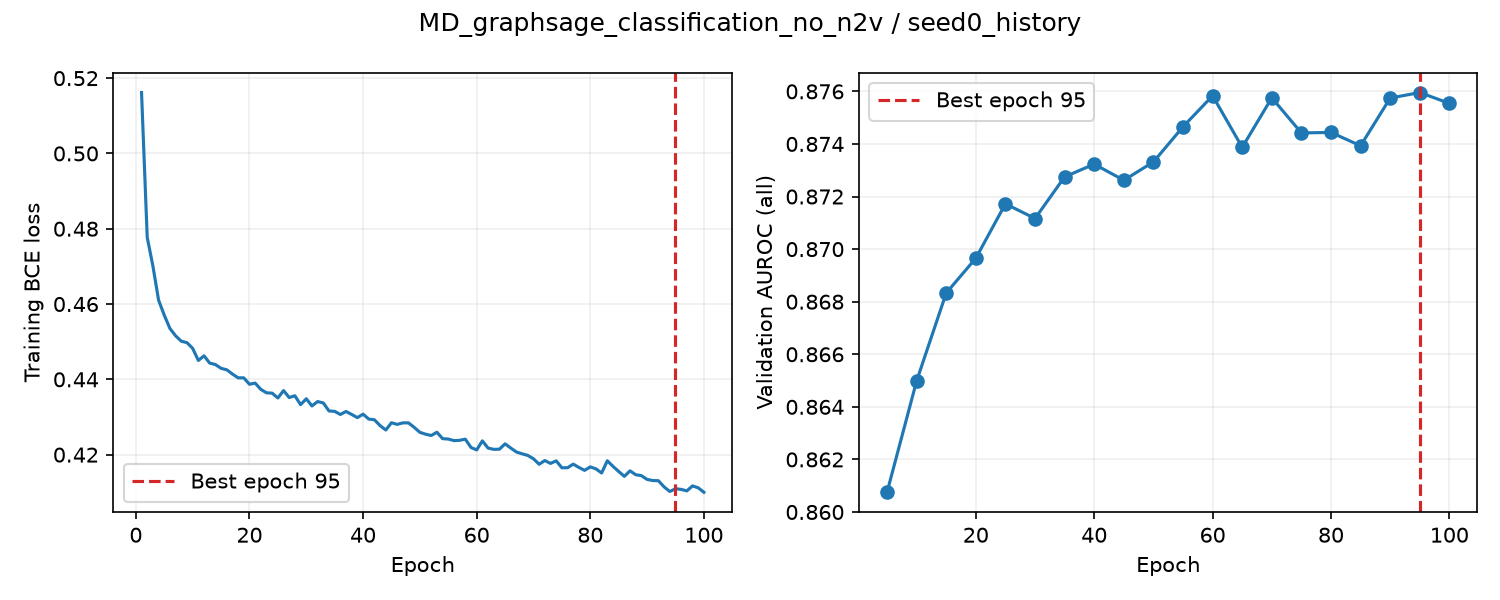 MD_graphsage_classification_no_n2v / seed0_history
0.52
0.50
0.48
0.46
0.44
0.42
Training BCE loss
Best epoch 95
0 20 40 60 80 100
Epoch
0.876
0.874
0.872
0.870
0.868
0.866
0.864
0.862
0.860
Validation AUROC (all)
Best epoch 95
20 40 60 80 100
Epoch